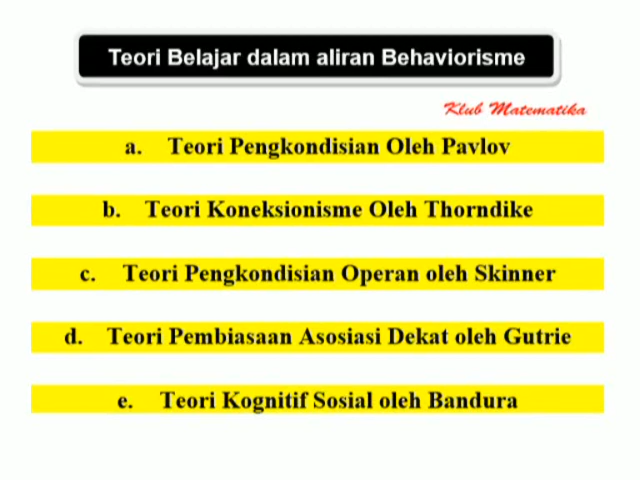 Teori Belajar dalam aliran Behaviorisme
Klub Matematika
a. Teori Pengkondisian Oleh Pavlov
b. Teori Koneksionisme Oleh Thorndike
c. Teori Pengkondisian Operan oleh Skinner
d. Teori Pembiasaan Asosiasi Dekat oleh Gutrie
e. Teori Kognitif Sosial oleh Bandura